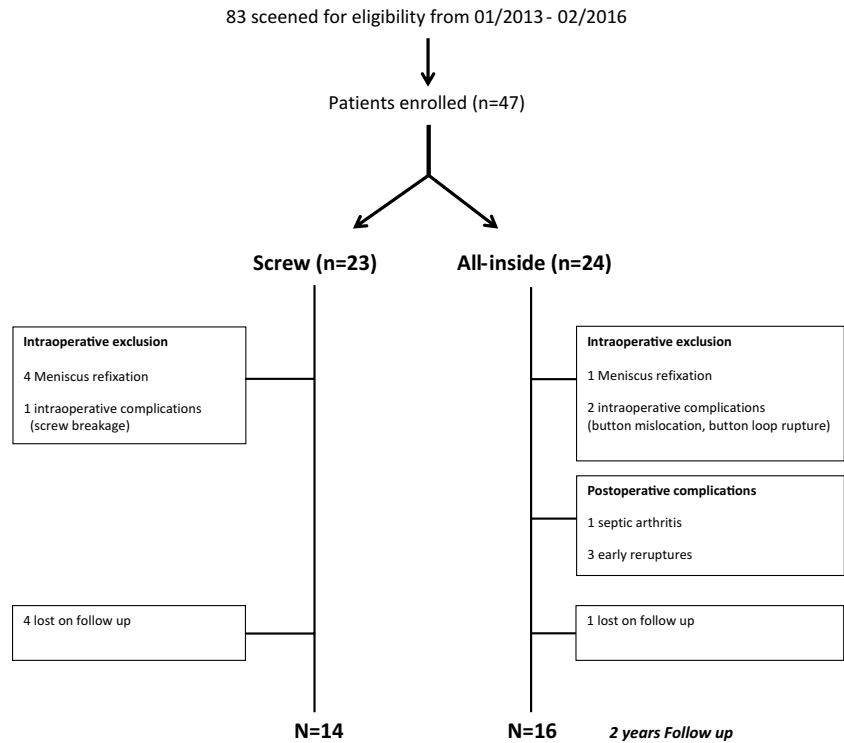 83 sceened for eligibility from 01/2013 - 02/2016
Patients enrolled (n=47)
Screw (n=23)
All-inside (n=24)
Intraoperative exclusion
4 Meniscus refixation
1 intraoperative complications
(screw breakage)
Intraoperative exclusion
1 Meniscus refixation
2 intraoperative complications
(button mislocation, button loop rupture)
Postoperative complications
1 septic arthritis
3 early reruptures
4 lost on follow up
1 lost on follow up
N=14
N=16
2 years Follow up